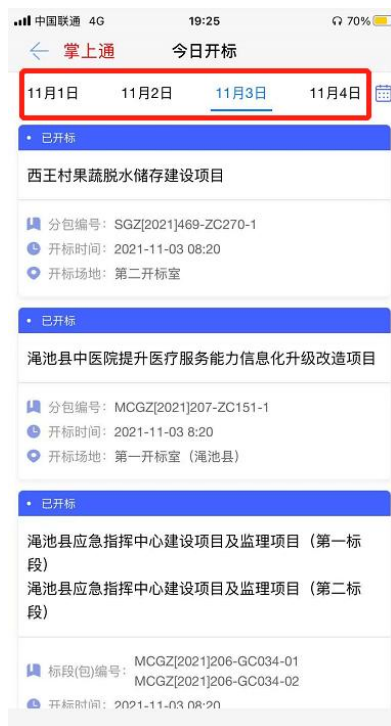 中国联通 4G 19:25 70%
掌上通 今日开标
11月1日 11月2日 11月3日 11月4日
• 已开标
西王村果蔬脱水储存建设项目
分包编号：SGZ[2021]469-ZC270-1
开标时间：2021-11-03 08:20
开标场地：第二开标室
• 已开标
渑池县中医院提升医疗服务能力信息化升级改造项目
分包编号：MCGZ[2021]207-ZC151-1
开标时间：2021-11-03 8:20
开标场地：第一开标室（渑池县）
• 已开标
渑池县应急指挥中心建设项目及监理项目（第一标
段）
渑池县应急指挥中心建设项目及监理项目（第二标
段）
标段(包)编号：MCGZ[2021]206-GC034-01
MCGZ[2021]206-GC034-02
开标时间：2021-11-03 08:20